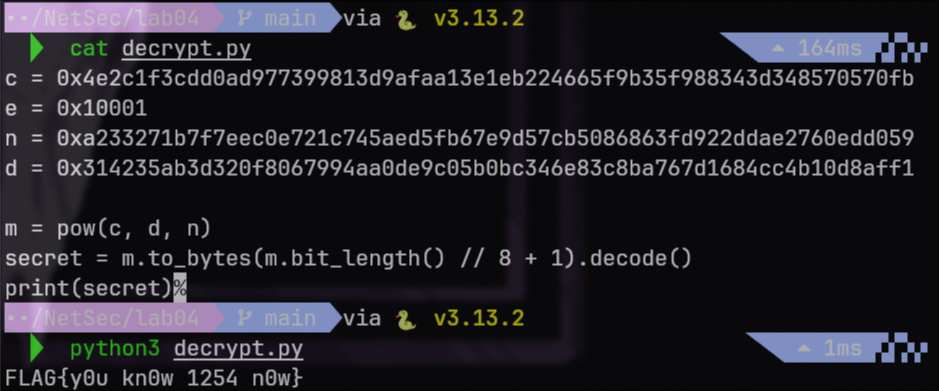 ../NetSec/lab04 main via v3.13.2
cat decrypt.py 164ms
c = 0x4e2c1f3cdd0ad977399813d9afaa13e1eb224665f9b35f988343d348570570fb
e = 0x10001
n = 0xa233271b7f7eec0e721c745aed5fb67e9d57cb5086863fd922ddae2760edd059
d = 0x314235ab3d320f8067994aa0de9c05b0bc346e83c8ba767d1684cc4b10d8aff1
m = pow(c, d, n)
secret = m.to_bytes(m.bit_length() // 8 + 1).decode()
print(secret)%
../NetSec/lab04 main via v3.13.2
python3 decrypt.py 1ms
FLAG{y0u kn0w 1254 n0w}